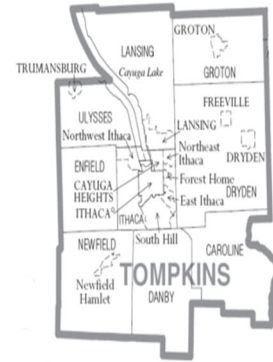 GROTON
LANSING
Cayuga Lake
TRUMANSBURG
GROTON
FREEVILLE
ULYSSES
Northwest Ithaca
LANSING
Northeast
Ithaca
DRYDEN
ENFIELD
Forest Home
CAYUGA
HEIGHTS
DRYDEN
East Ithaca
ITHACA
ITHACA
NEWFIELD
South Hill
CAROLINE
TOMPKINS
Newfield
Hamlet
DANBY